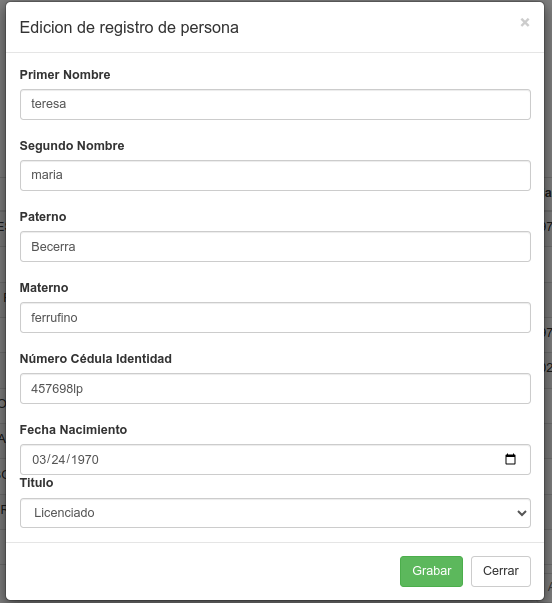 Edicion de registro de persona
×
Primer Nombre
teresa
Segundo Nombre
maria
Paterno
Becerra
Materno
ferrufino
Número Cédula Identidad
457698lp
Fecha Nacimiento
03/24/1970
Titulo
Licenciado
Grabar Cerrar